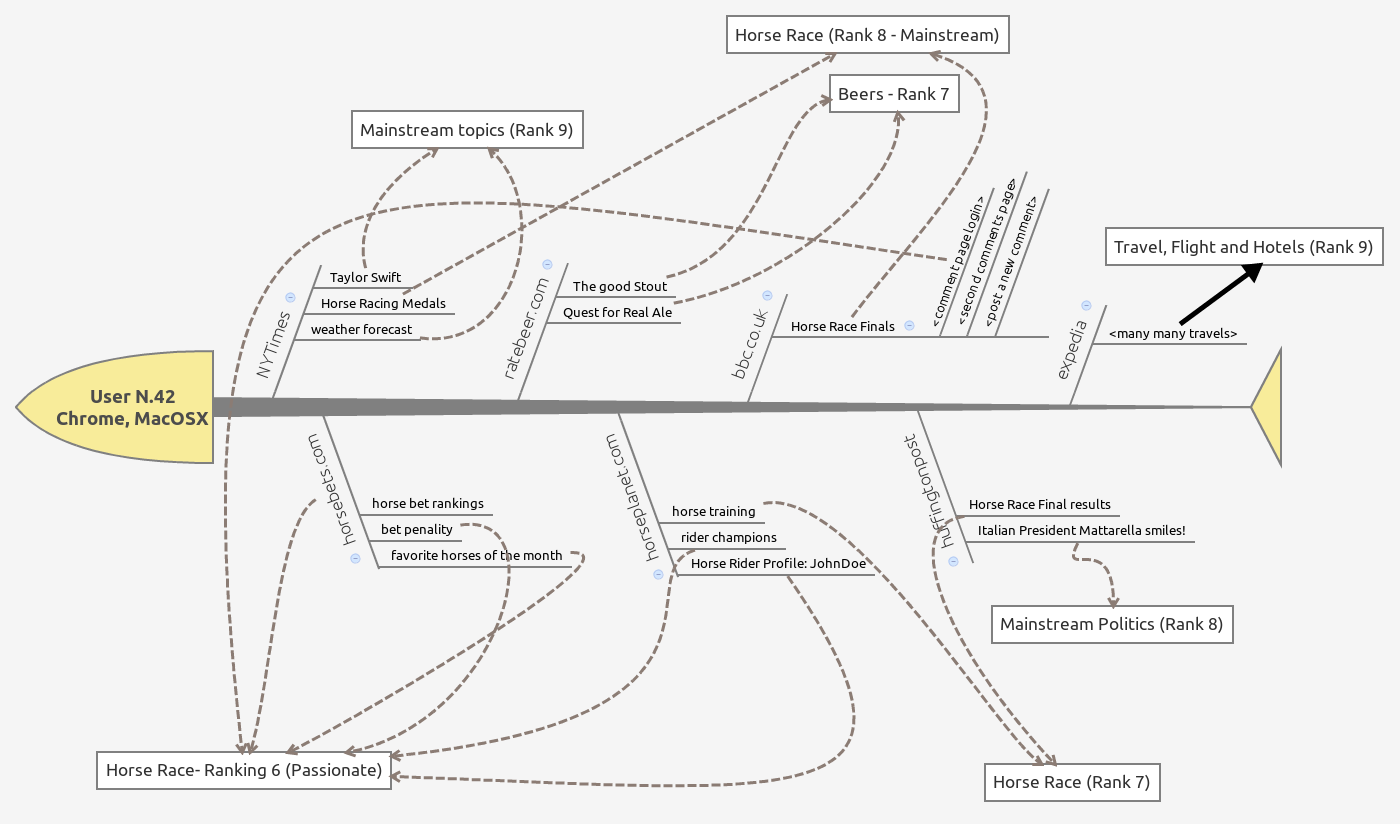 Horse Race (Rank 8 - Mainstream)
Beers - Rank 7
Mainstream topics (Rank 9)
Travel, Flight and Hotels (Rank 9)
NYTimes
Taylor Swift
Horse Racing Medals
weather forecast
ratebeer.com
The good Stout
Quest for Real Ale
bbc.co.uk
Horse Race Finals
<comment page login>
<second comments page>
<post a new comment>
expedia
<many many travels>
User N.42
Chrome, MacOSX
horsebets.com
horse bet rankings
bet penality
favorite horses of the month
horseplanet.com
horse training
rider champions
Horse Rider Profile: JohnDoe
huffingtonpost
Horse Race Final results
Italian President Mattarella smiles!
Mainstream Politics (Rank 8)
Horse Race- Ranking 6 (Passionate)
Horse Race (Rank 7)